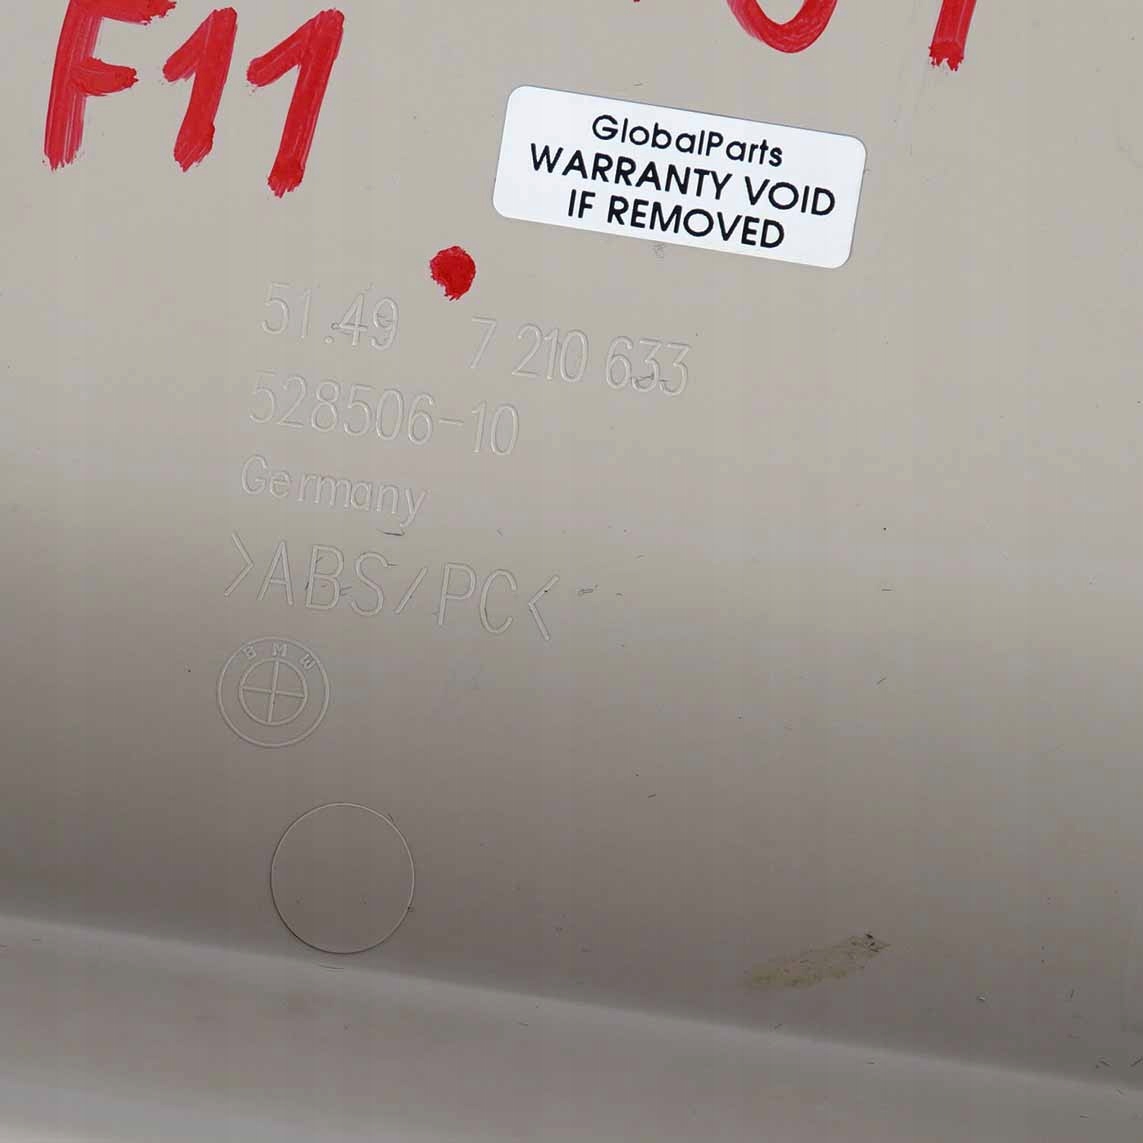 F11
GlobalParts
WARRANTY VOID
IF REMOVED
51.49 7 210 633
528506-10
Germany
>ABS/PC<
BMW